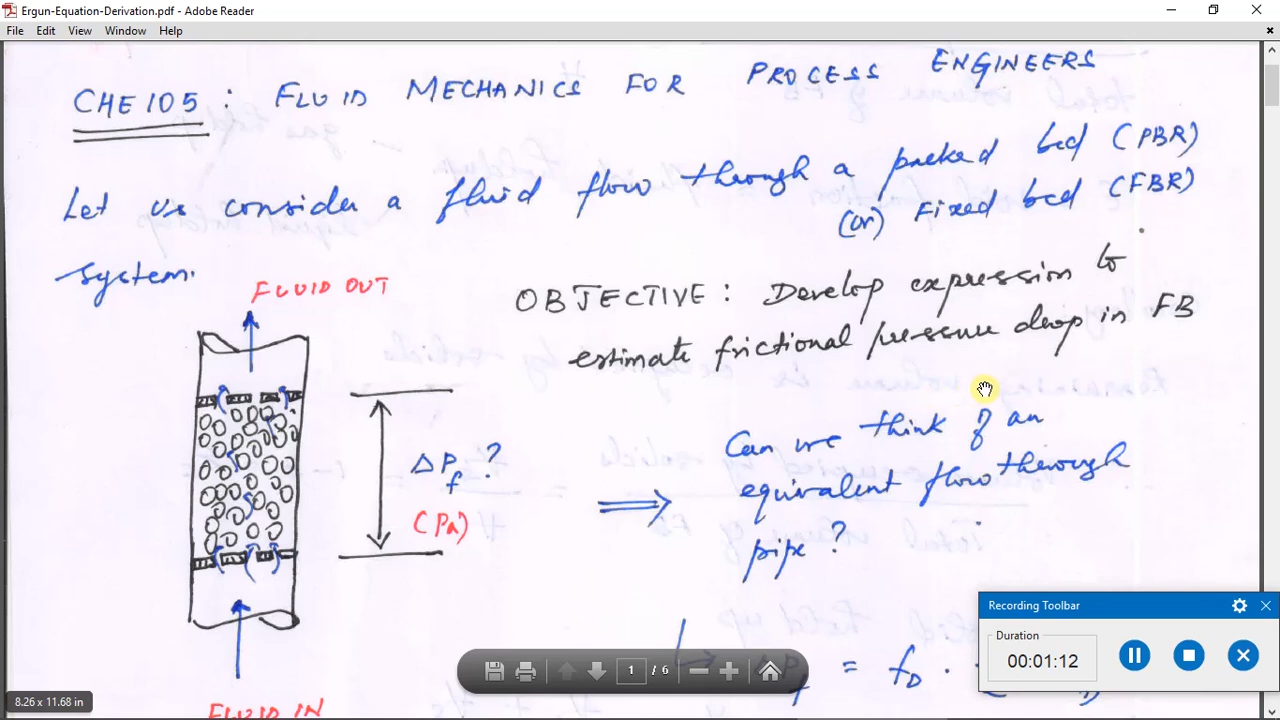 Ergun-Equation-Derivation.pdf - Adobe Reader
File Edit View Window Help
CHE105 : FLUID MECHANICS FOR PROCESS ENGINEERS
Let us consider a fluid flow through a packed bed (PBR)
(or) Fixed bed (FBR)
system.
FLUID OUT
OBJECTIVE : Develop expression to
estimate frictional pressure drop in FB
ΔPf ?
(Pa)
⇒ Can we think of an
equivalent flow through
pipe ?
= fD ·
FLUID IN
1 / 6
8.26 x 11.68 in
Recording Toolbar
Duration
00:01:12